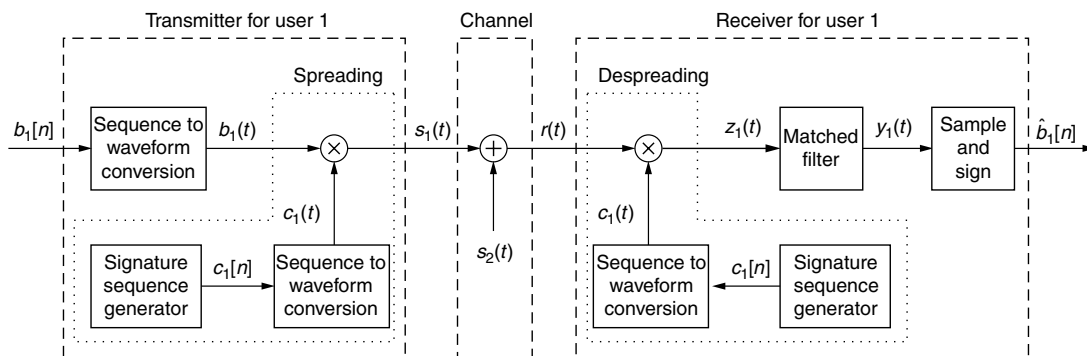 Transmitter for user 1
Channel
Receiver for user 1
Spreading
Despreading
b₁[n]
Sequence to
waveform
conversion
b₁(t)
×
s₁(t)
+
r(t)
×
z₁(t)
Matched
filter
y₁(t)
Sample
and
sign
b̂₁[n]
c₁(t)
s₂(t)
c₁(t)
Signature
sequence
generator
c₁[n]
Sequence to
waveform
conversion
Sequence to
waveform
conversion
c₁[n]
Signature
sequence
generator